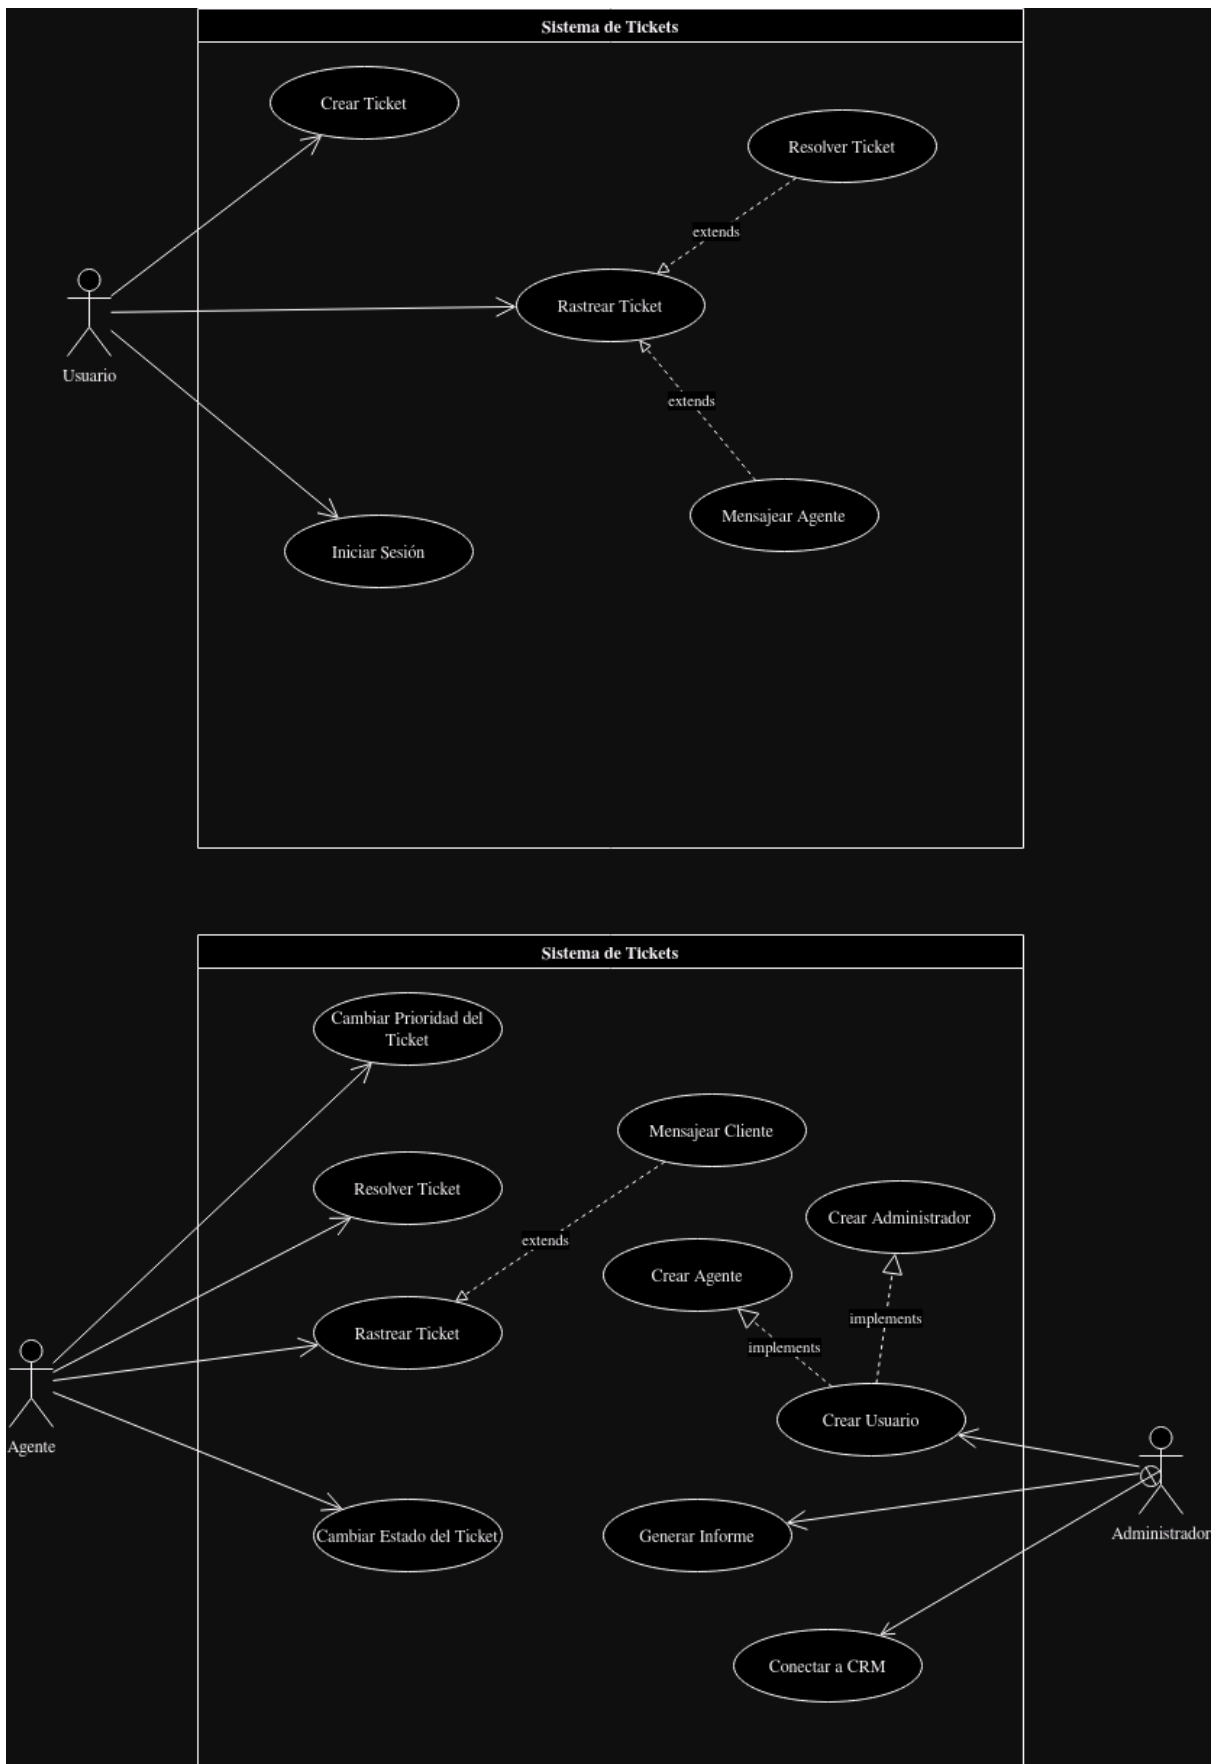 Sistema de Tickets
Crear Ticket
Resolver Ticket
extends
Rastrear Ticket
Usuario
extends
Mensajear Agente
Iniciar Sesión
Sistema de Tickets
Cambiar Prioridad del
Ticket
Mensajear Cliente
Resolver Ticket
Crear Administrador
extends
Crear Agente
implements
Rastrear Ticket
implements
Crear Usuario
Agente
Cambiar Estado del Ticket
Generar Informe
Administrador
Conectar a CRM